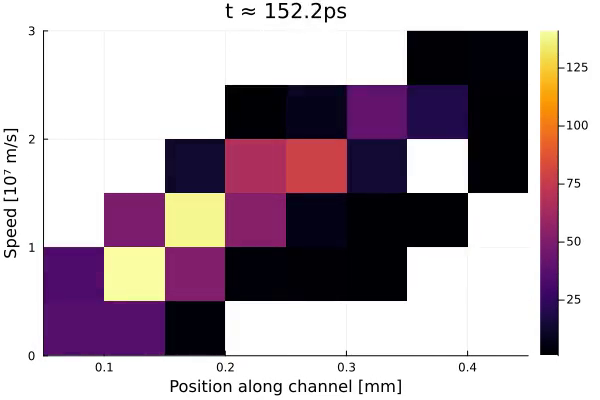 t ≈ 152.2ps
3
2
1
0
Speed [10⁷ m/s]
0.1 0.2 0.3 0.4
Position along channel [mm]
125
100
75
50
25